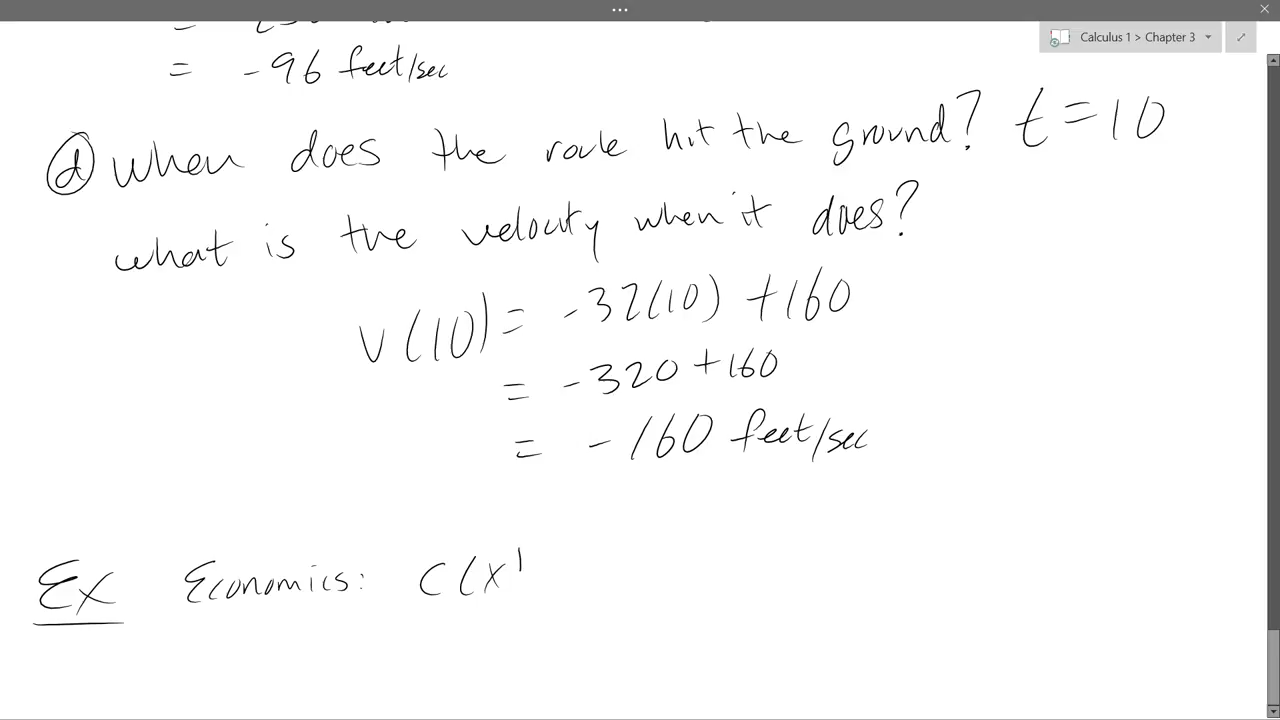 Calculus 1 > Chapter 3
= -96 feet/sec
(d) When does the rock hit the ground? t=10
what is the velocity when it does?
v(10) = -32(10) +160
= -320 +160
= -160 feet/sec
Ex Economics: C(x)